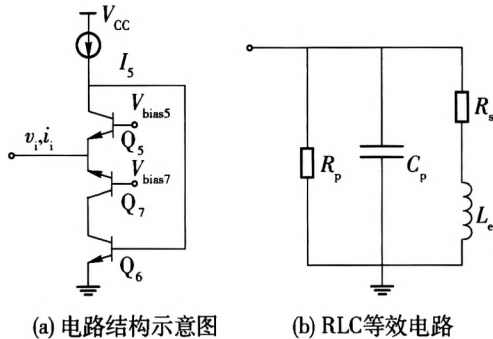 V_CC
I_5
V_bias5
v_i,i_i
Q_5
V_bias7
Q_7
Q_6
R_p
C_p
R_s
L_e
(a) 电路结构示意图
(b) RLC等效电路